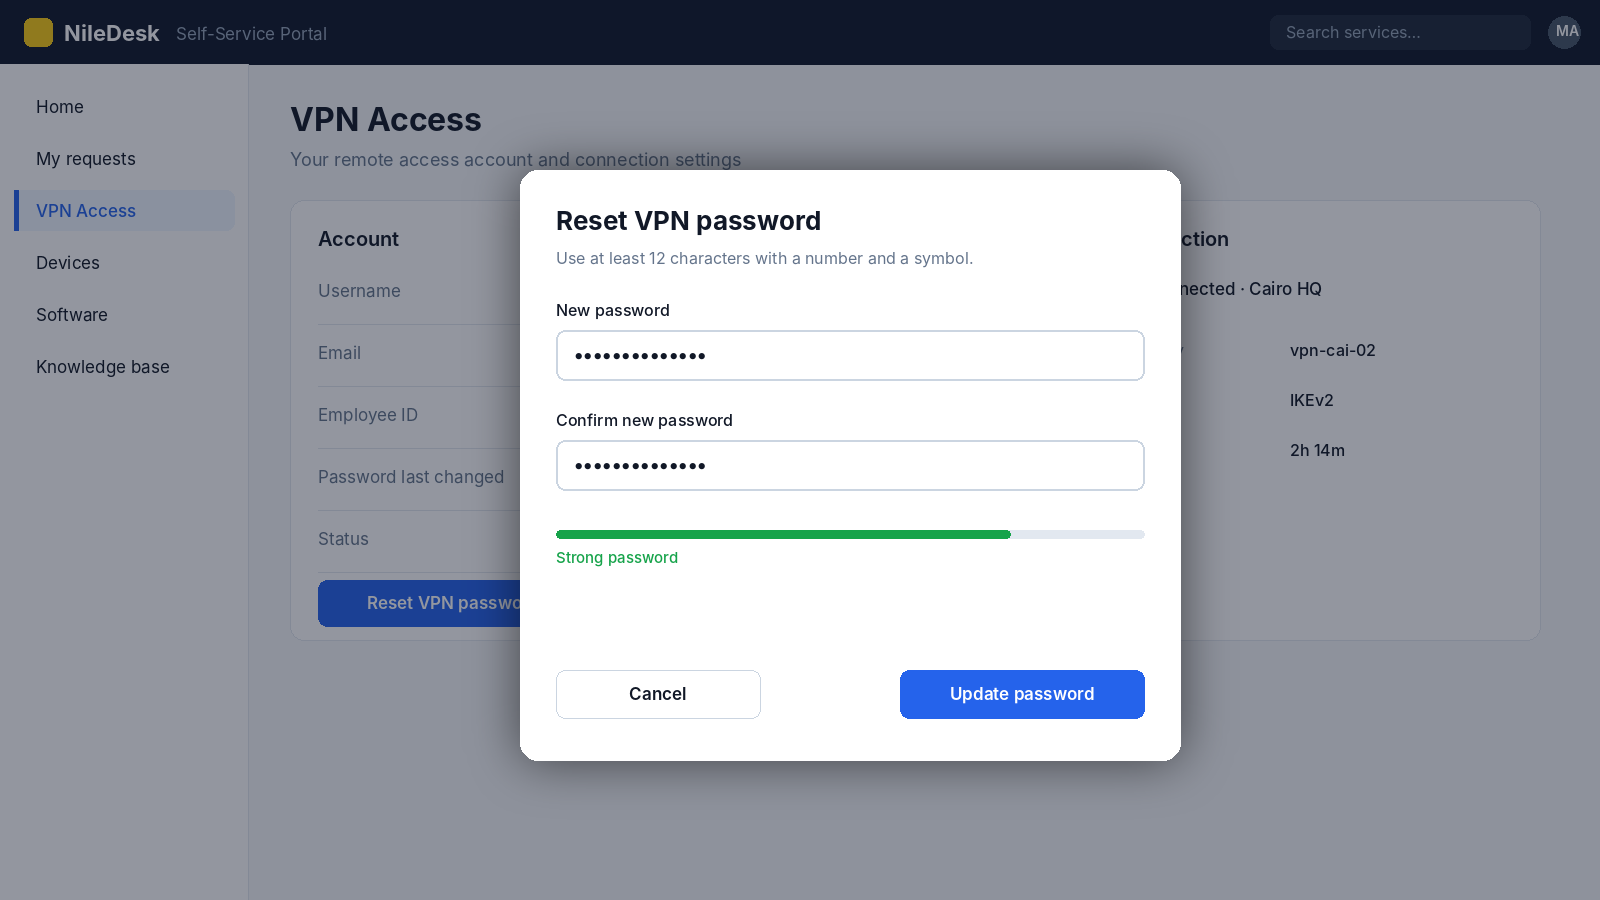 NileDesk Self-Service Portal
Search services...
MA
Home
My requests
VPN Access
Devices
Software
Knowledge base
VPN Access
Your remote access account and connection settings
Account
Username
Email
Employee ID
Password last changed
Status
Reset VPN
Reset VPN password
Use at least 12 characters with a number and a symbol.
New password
••••••••••••••
Confirm new password
••••••••••••••
Strong password
Cancel
Update password
· Cairo HQ
vpn-cai-02
IKEv2
2h 14m